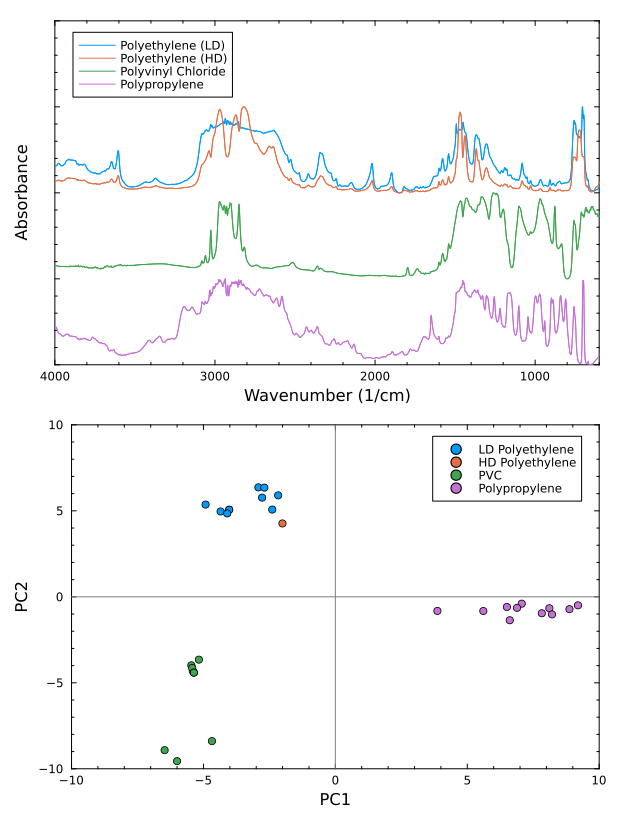 Polyethylene (LD)
Polyethylene (HD)
Polyvinyl Chloride
Polypropylene
Absorbance
4000 3000 2000 1000
Wavenumber (1/cm)
10
LD Polyethylene
HD Polyethylene
PVC
Polypropylene
5
PC2
0
−5
−10
−10 −5 0 5 10
PC1